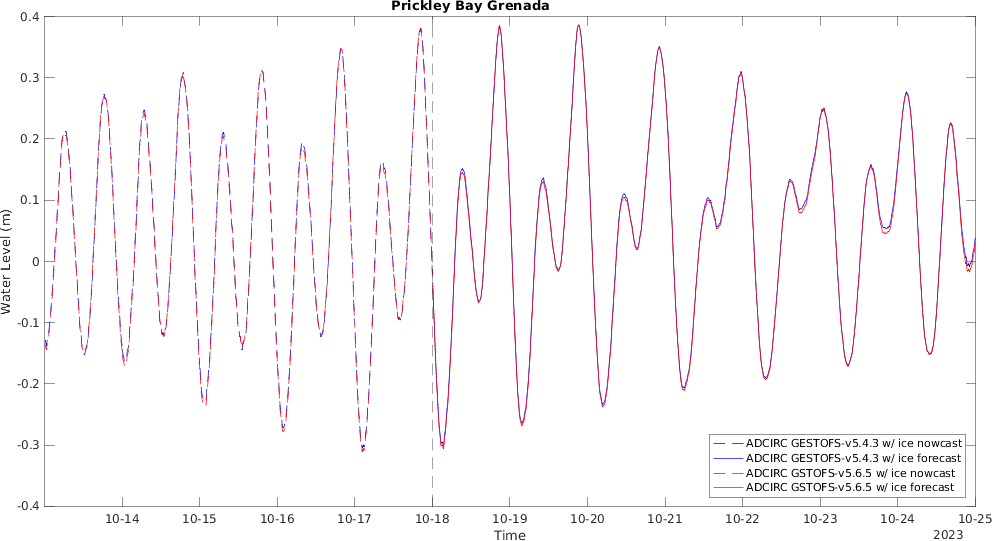 Prickley Bay Grenada
0.4
0.3
0.2
0.1
0
-0.1
-0.2
-0.3
-0.4
Water Level (m)
10-14 10-15 10-16 10-17 10-18 10-19 10-20 10-21 10-22 10-23 10-24 10-25
Time
2023
ADCIRC GESTOFS-v5.4.3 w/ ice nowcast
ADCIRC GESTOFS-v5.4.3 w/ ice forecast
ADCIRC GSTOFS-v5.6.5 w/ ice nowcast
ADCIRC GSTOFS-v5.6.5 w/ ice forecast